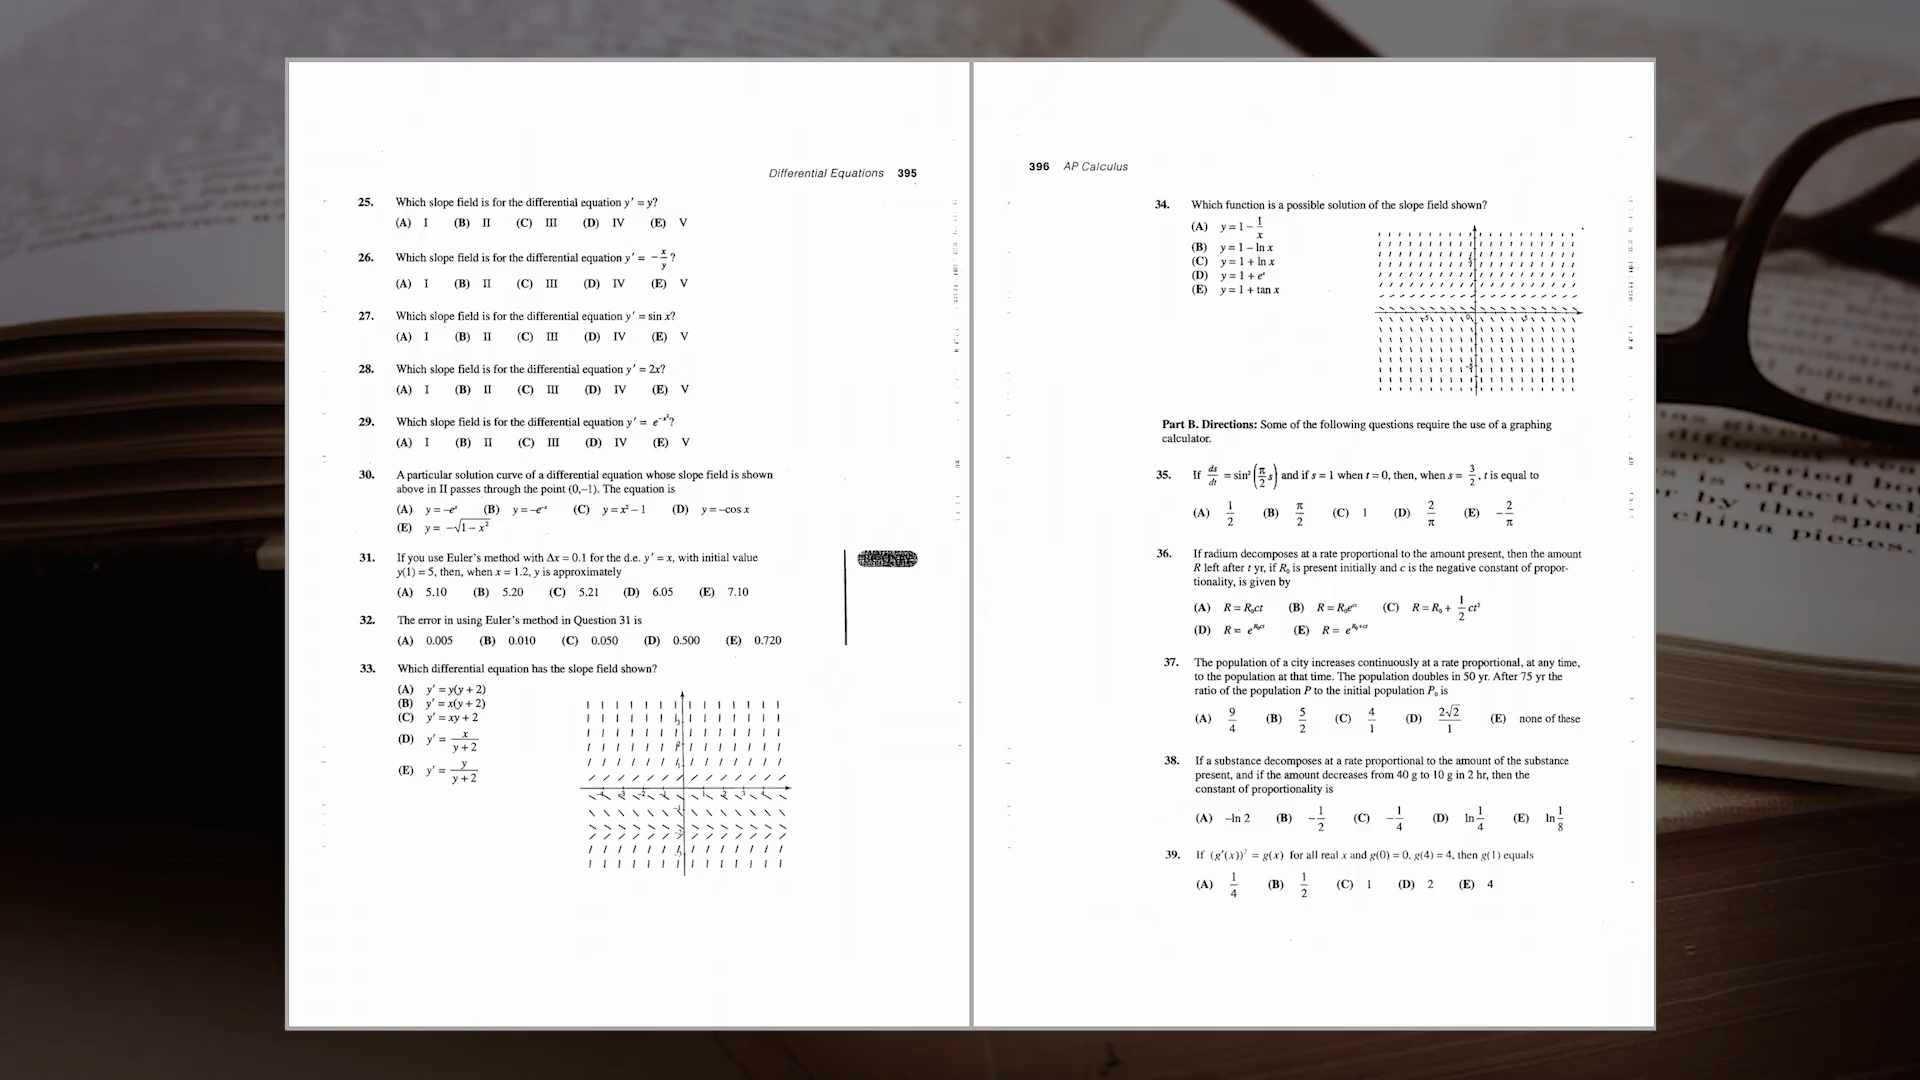 Differential Equations 395
25. Which slope field is for the differential equation y′ = y?
(A) I (B) II (C) III (D) IV (E) V
26. Which slope field is for the differential equation y′ = −x/y?
(A) I (B) II (C) III (D) IV (E) V
27. Which slope field is for the differential equation y′ = sin x?
(A) I (B) II (C) III (D) IV (E) V
28. Which slope field is for the differential equation y′ = 2x?
(A) I (B) II (C) III (D) IV (E) V
29. Which slope field is for the differential equation y′ = e^(−x²)?
(A) I (B) II (C) III (D) IV (E) V
30. A particular solution curve of a differential equation whose slope field is shown
above in II passes through the point (0,−1). The equation is
(A) y = −eˣ (B) y = −e⁻ˣ (C) y = x² − 1 (D) y = −cos x
(E) y = −√(1 − x²)
31. If you use Euler's method with Δx = 0.1 for the d.e. y′ = x, with initial value
y(1) = 5, then, when x = 1.2, y is approximately
(A) 5.10 (B) 5.20 (C) 5.21 (D) 6.05 (E) 7.10
32. The error in using Euler's method in Question 31 is
(A) 0.005 (B) 0.010 (C) 0.050 (D) 0.500 (E) 0.720
33. Which differential equation has the slope field shown?
(A) y′ = y(y + 2)
(B) y′ = x(y + 2)
(C) y′ = xy + 2
(D) y′ = x/(y + 2)
(E) y′ = y/(y + 2)
396 AP Calculus
34. Which function is a possible solution of the slope field shown?
(A) y = 1 − 1/x
(B) y = 1 − ln x
(C) y = 1 + ln x
(D) y = 1 + eˣ
(E) y = 1 + tan x
Part B. Directions: Some of the following questions require the use of a graphing
calculator.
35. If ds/dt = sin²(π/2 s) and if s = 1 when t = 0, then, when s = 3/2, t is equal to
(A) 1/2 (B) π/2 (C) 1 (D) 2/π (E) −2/π
36. If radium decomposes at a rate proportional to the amount present, then the amount
R left after t yr, if R₀ is present initially and c is the negative constant of propor-
tionality, is given by
(A) R = R₀ct (B) R = R₀e^(ct) (C) R = R₀ + 1/2 ct²
(D) R = e^(R₀ct) (E) R = e^(R₀+ct)
37. The population of a city increases continuously at a rate proportional, at any time,
to the population at that time. The population doubles in 50 yr. After 75 yr the
ratio of the population P to the initial population P₀ is
(A) 9/4 (B) 5/2 (C) 4/1 (D) 2√2/1 (E) none of these
38. If a substance decomposes at a rate proportional to the amount of the substance
present, and if the amount decreases from 40 g to 10 g in 2 hr, then the
constant of proportionality is
(A) −ln 2 (B) −1/2 (C) −1/4 (D) ln 1/4 (E) ln 1/8
39. If (g′(x))² = g(x) for all real x and g(0) = 0, g(4) = 4, then g(1) equals
(A) 1/4 (B) 1/2 (C) 1 (D) 2 (E) 4
are varied
is effectivel
r by the spar
china pieces.